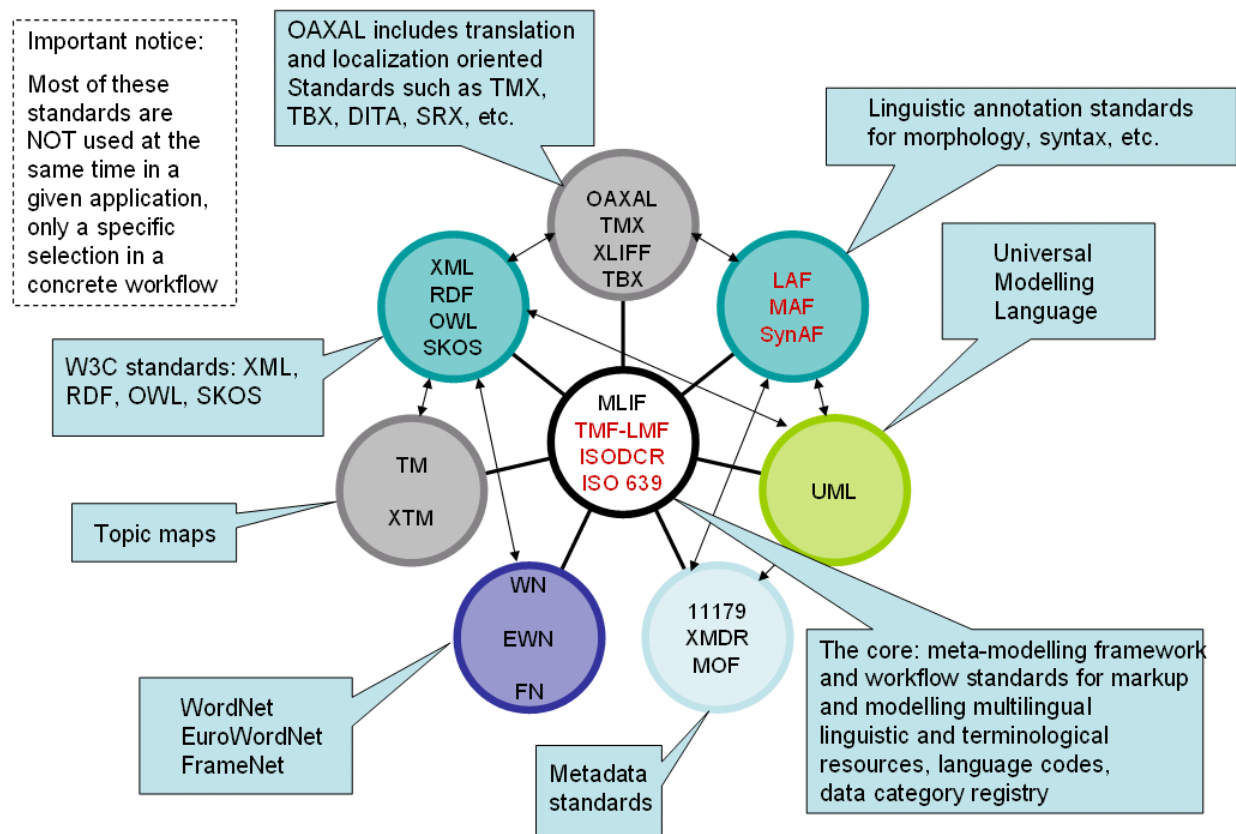 Important notice:
Most of these
standards are
NOT used at the
same time in a
given application,
only a specific
selection in a
concrete workflow
OAXAL includes translation
and localization oriented
Standards such as TMX,
TBX, DITA, SRX, etc.
Linguistic annotation standards
for morphology, syntax, etc.
OAXAL
TMX
XLIFF
TBX
XML
RDF
OWL
SKOS
LAF
MAF
SynAF
Universal
Modelling
Language
W3C standards: XML,
RDF, OWL, SKOS
MLIF
TMF-LMF
ISODCR
ISO 639
TM
XTM
UML
Topic maps
WN
EWN
FN
11179
XMDR
MOF
The core: meta-modelling framework
and workflow standards for markup
and modelling multilingual
linguistic and terminological
resources, language codes,
data category registry
WordNet
EuroWordNet
FrameNet
Metadata
standards